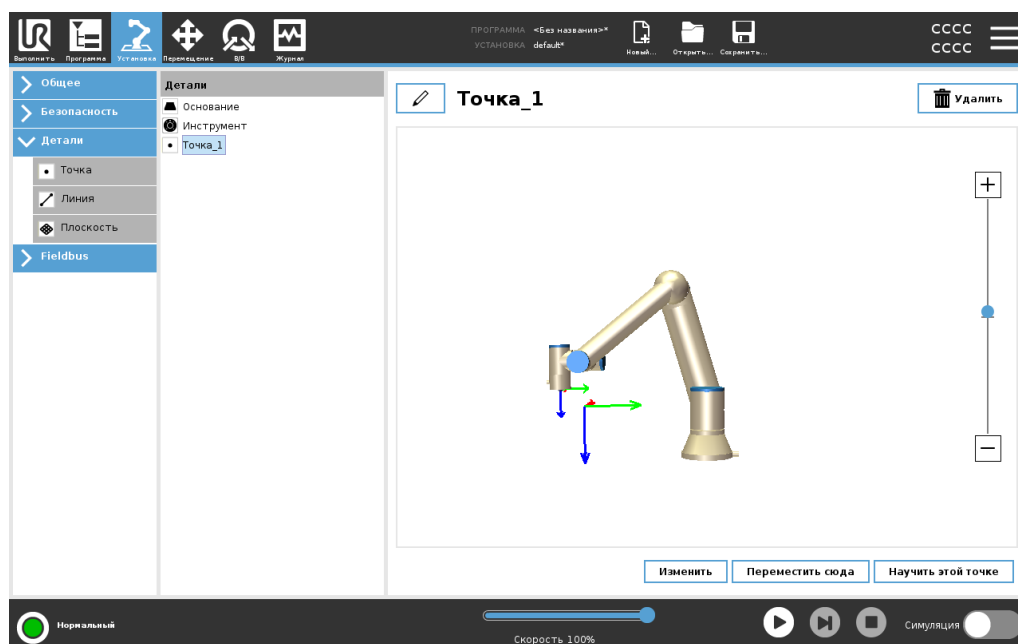 Выполнить Программа Установка Перемещение В/В Журнал
ПРОГРАММА <Без названия>*
УСТАНОВКА default*
Новый... Открыть... Сохранить...
CCCC
CCCC
Общее
Безопасность
Детали
Точка
Линия
Плоскость
Fieldbus
Детали
Основание
Инструмент
Точка_1
Точка_1
Удалить
Изменить Переместить сюда Научить этой точке
Нормальный
Скорость 100%
Симуляция